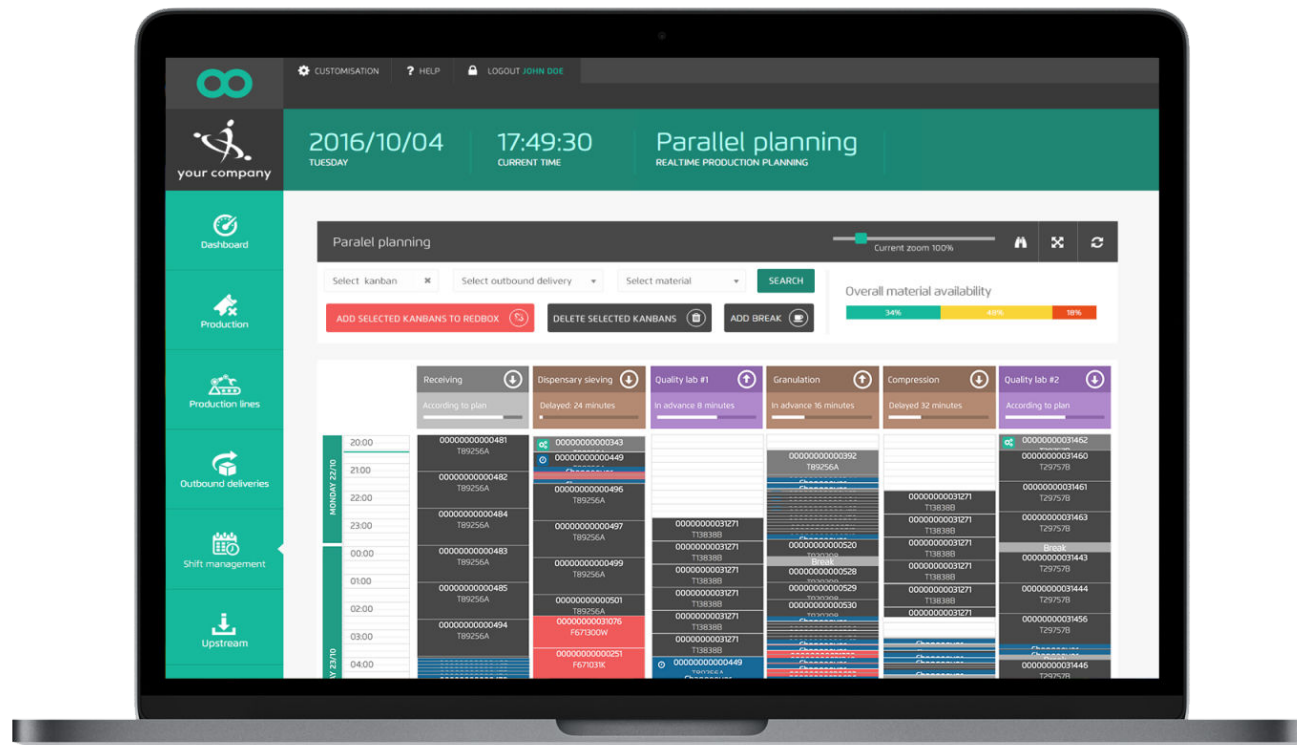 CUSTOMISATION ? HELP LOGOUT JOHN DOE
your company
2016/10/04 17:49:30 Parallel planning
TUESDAY CURRENT TIME REALTIME PRODUCTION PLANNING
Dashboard
Production
Production lines
Outbound deliveries
Shift management
Upstream
Paralel planning
Current zoom 100%
Select kanban Select outbound delivery Select material SEARCH
ADD SELECTED KANBANS TO REDBOX DELETE SELECTED KANBANS ADD BREAK
Overall material availability
34% 48% 18%
Receiving
According to plan
Dispensary sieving
Delayed: 24 minutes
Quality lab #1
In advance 8 minutes
Granulation
In advance 16 minutes
Compression
Delayed 32 minutes
Quality lab #2
According to plan
MONDAY 22/10
20:00
21:00
22:00
23:00
00:00
01:00
02:00
03:00
04:00
00000000000481
T89256A
00000000000482
T89256A
00000000000484
T89256A
00000000000483
T89256A
00000000000485
T89256A
00000000000494
T89256A
00000000000343
00000000000449
00000000000496
T89256A
00000000000497
T89256A
00000000000499
T89256A
00000000000501
T89256A
00000000031076
F671300W
00000000000251
F671031K
00000000031271
T13838B
00000000031271
T13838B
00000000031271
T13838B
00000000031271
T13838B
00000000031271
T13838B
00000000031271
T13838B
00000000000449
00000000000392
T89256A
00000000000520
Break
00000000000528
00000000000529
00000000000530
00000000031271
T13838B
00000000031271
T13838B
00000000031271
T13838B
00000000031271
T13838B
00000000031271
T13838B
00000000031271
00000000031462
00000000031460
T29757B
00000000031461
T29757B
00000000031463
T29757B
Break
00000000031443
T29757B
00000000031444
T29757B
00000000031456
T29757B
00000000031446
T29757B